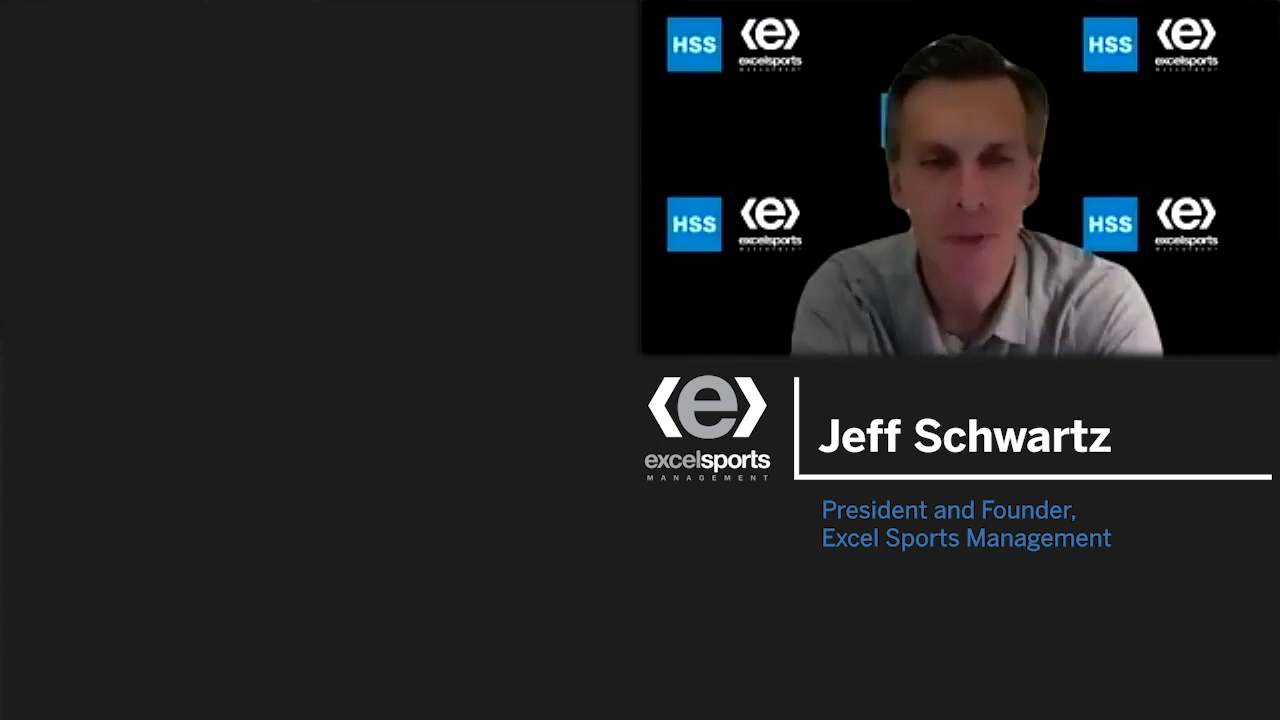 HSS
e
excelsports
HSS
e
excelsports
HSS
e
excelsports
HSS
e
excelsports
e
excelsports
MANAGEMENT
Jeff Schwartz
President and Founder,
Excel Sports Management